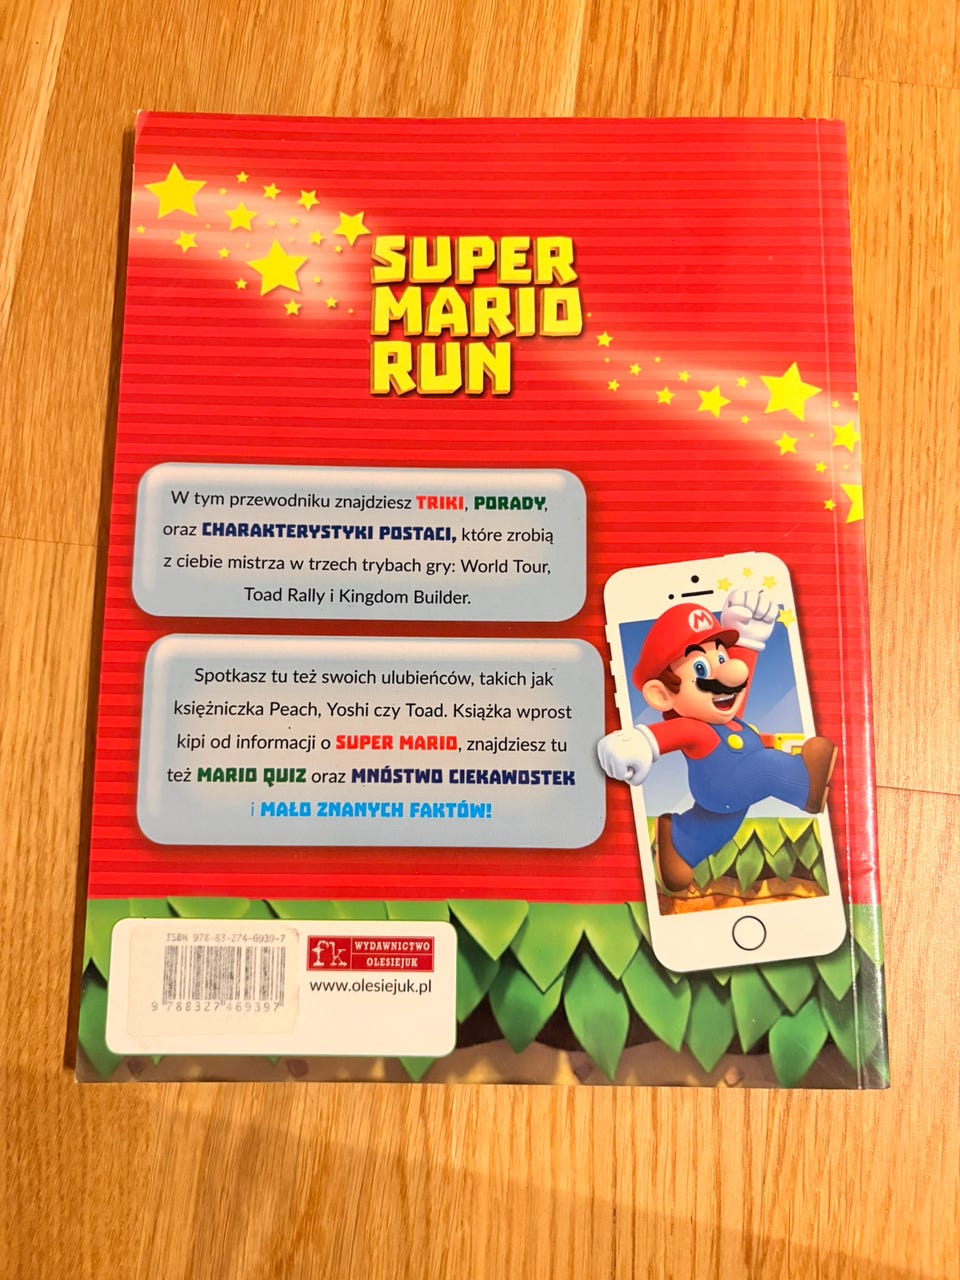 SUPER
MARIO
RUN
W tym przewodniku znajdziesz TRIKI, PORADY,
oraz CHARAKTERYSTYKI POSTACI, które zrobią
z ciebie mistrza w trzech trybach gry: World Tour,
Toad Rally i Kingdom Builder.
Spotkasz tu też swoich ulubieńców, takich jak
księżniczka Peach, Yoshi czy Toad. Książka wprost
kipi od informacji o SUPER MARIO, znajdziesz tu
też MARIO QUIZ oraz MNÓSTWO CIEKAWOSTEK
i MAŁO ZNANYCH FAKTÓW!
M
ISBN 978-83-274-6939-7
9 788327 469397
fk WYDAWNICTWO
OLESIEJUK
www.olesiejuk.pl